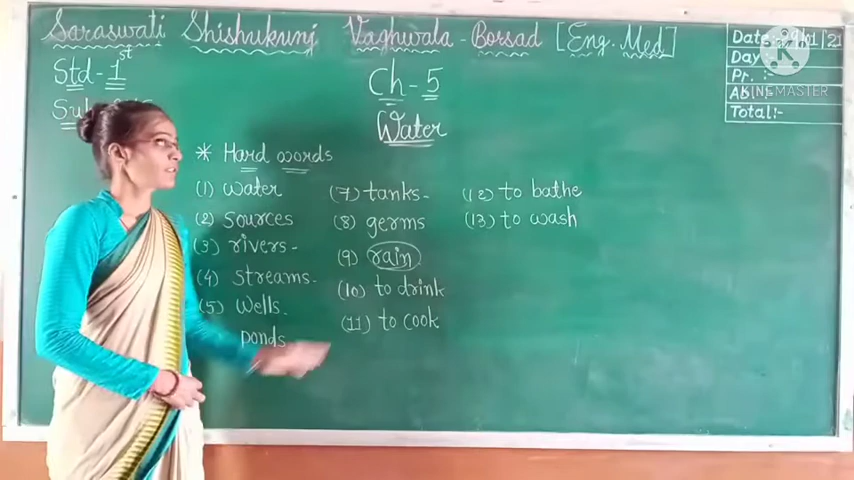 Saraswati Shishukunj Vaghwala - Borsad [Eng. Med]
Std - 1st
Ch - 5
Water
* Hard words
(1) water
(2) Sources
(3) rivers -
(4) Streams -
(5) Wells -
ponds
(7) tanks -
(8) germs
(9) rain
(10) to drink
(11) to cook
(12) to bathe
(13) to wash
Date:
Day
Pr. :-
Total:-
KINEMASTER